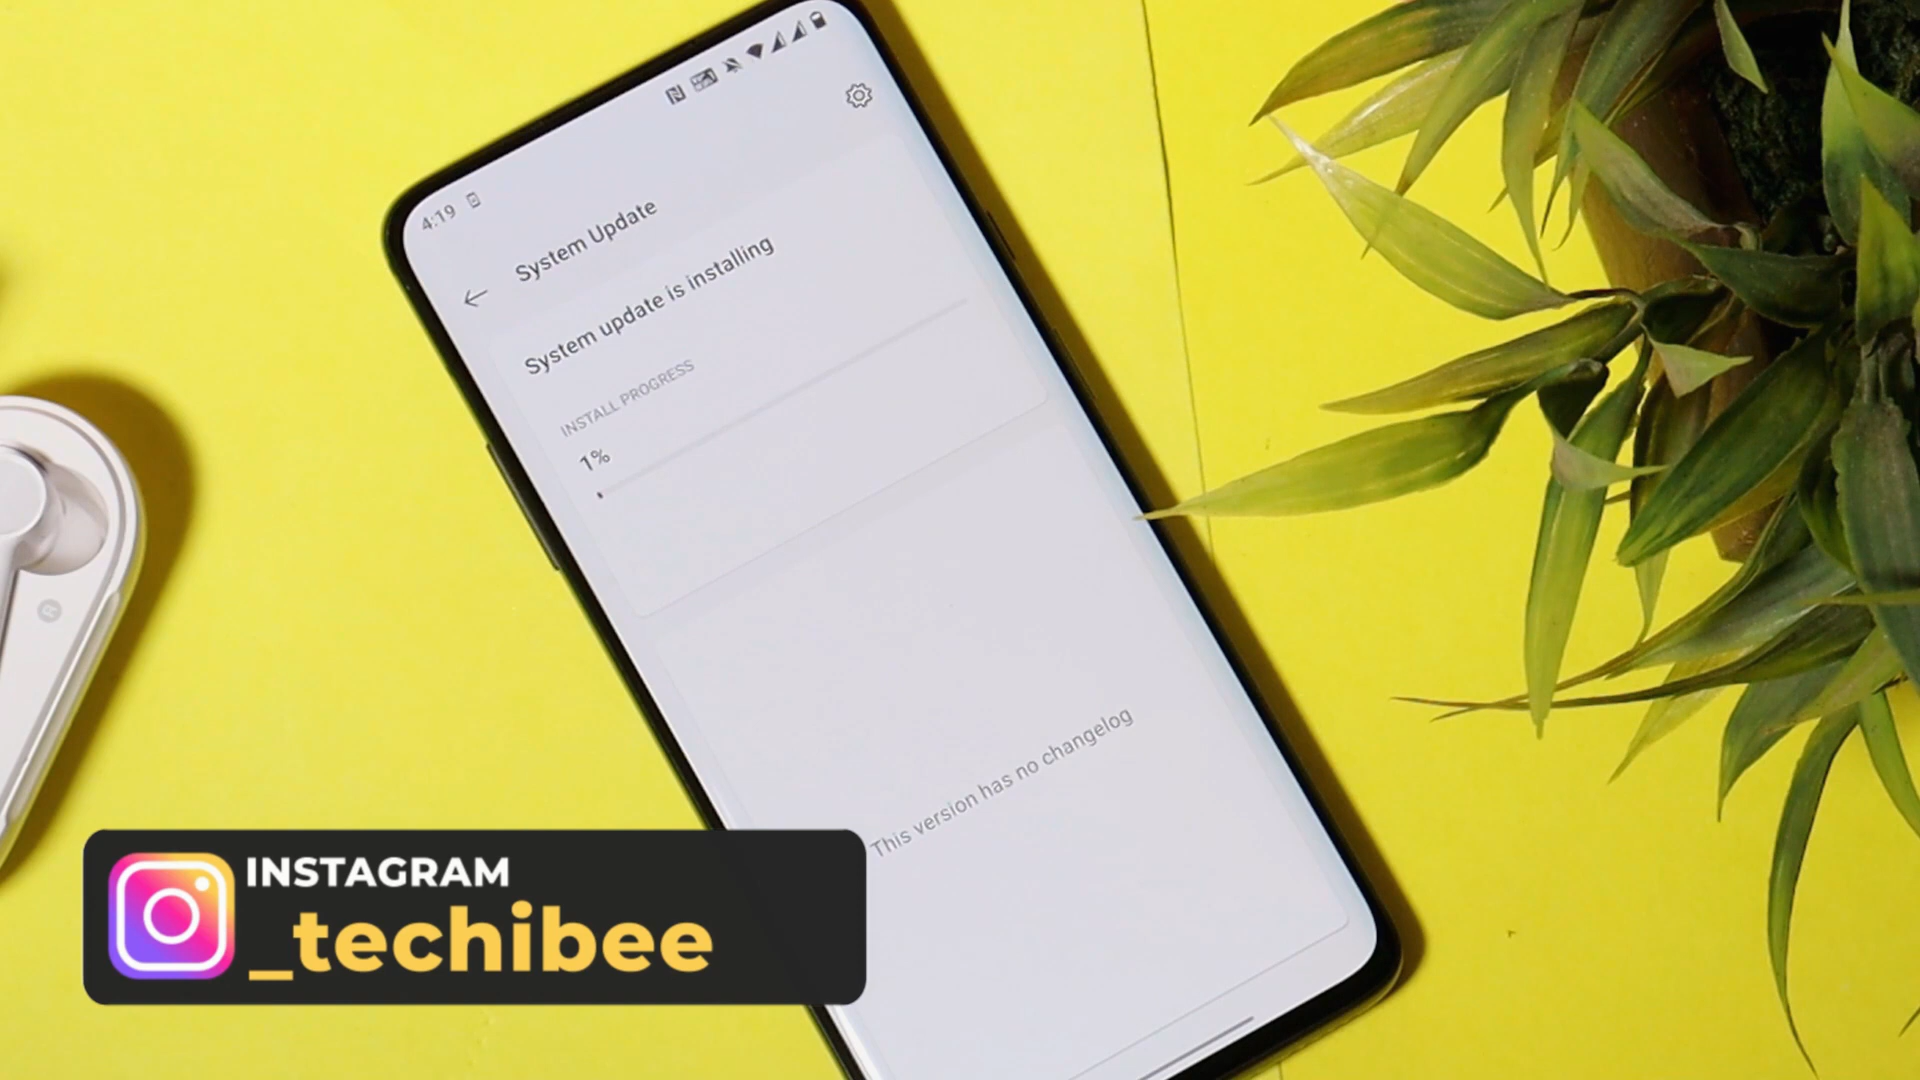 4:19
System Update
System update is installing
INSTALL PROGRESS
1%
This version has no changelog
R
INSTAGRAM
_techibee